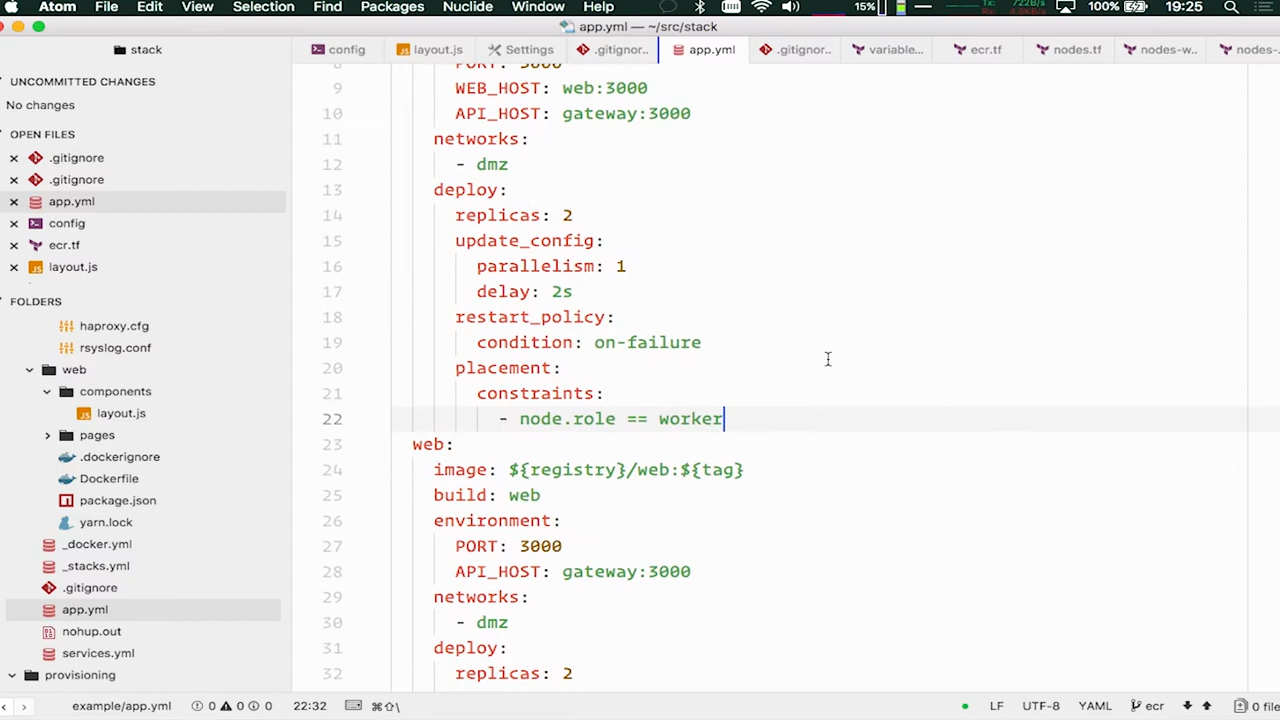 Atom File Edit View Selection Find Packages Nuclide Window Help 15% 100% 19:25
app.yml — ~/src/stack
stack config layout.js Settings .gitignor.. app.yml .gitignor.. variable... ecr.tf nodes.tf nodes-w.. nodes-
UNCOMMITTED CHANGES
No changes
OPEN FILES
.gitignore
.gitignore
app.yml
config
ecr.tf
layout.js
FOLDERS
haproxy.cfg
rsyslog.conf
web
components
layout.js
pages
.dockerignore
Dockerfile
package.json
yarn.lock
_docker.yml
_stacks.yml
.gitignore
app.yml
nohup.out
services.yml
provisioning
8 PORT: 3000
9 WEB_HOST: web:3000
10 API_HOST: gateway:3000
11 networks:
12 - dmz
13 deploy:
14 replicas: 2
15 update_config:
16 parallelism: 1
17 delay: 2s
18 restart_policy:
19 condition: on-failure
20 placement:
21 constraints:
22 - node.role == worker
23 web:
24 image: ${registry}/web:${tag}
25 build: web
26 environment:
27 PORT: 3000
28 API_HOST: gateway:3000
29 networks:
30 - dmz
31 deploy:
32 replicas: 2
example/app.yml 0 0 0 22:32 LF UTF-8 YAML ecr 0 file